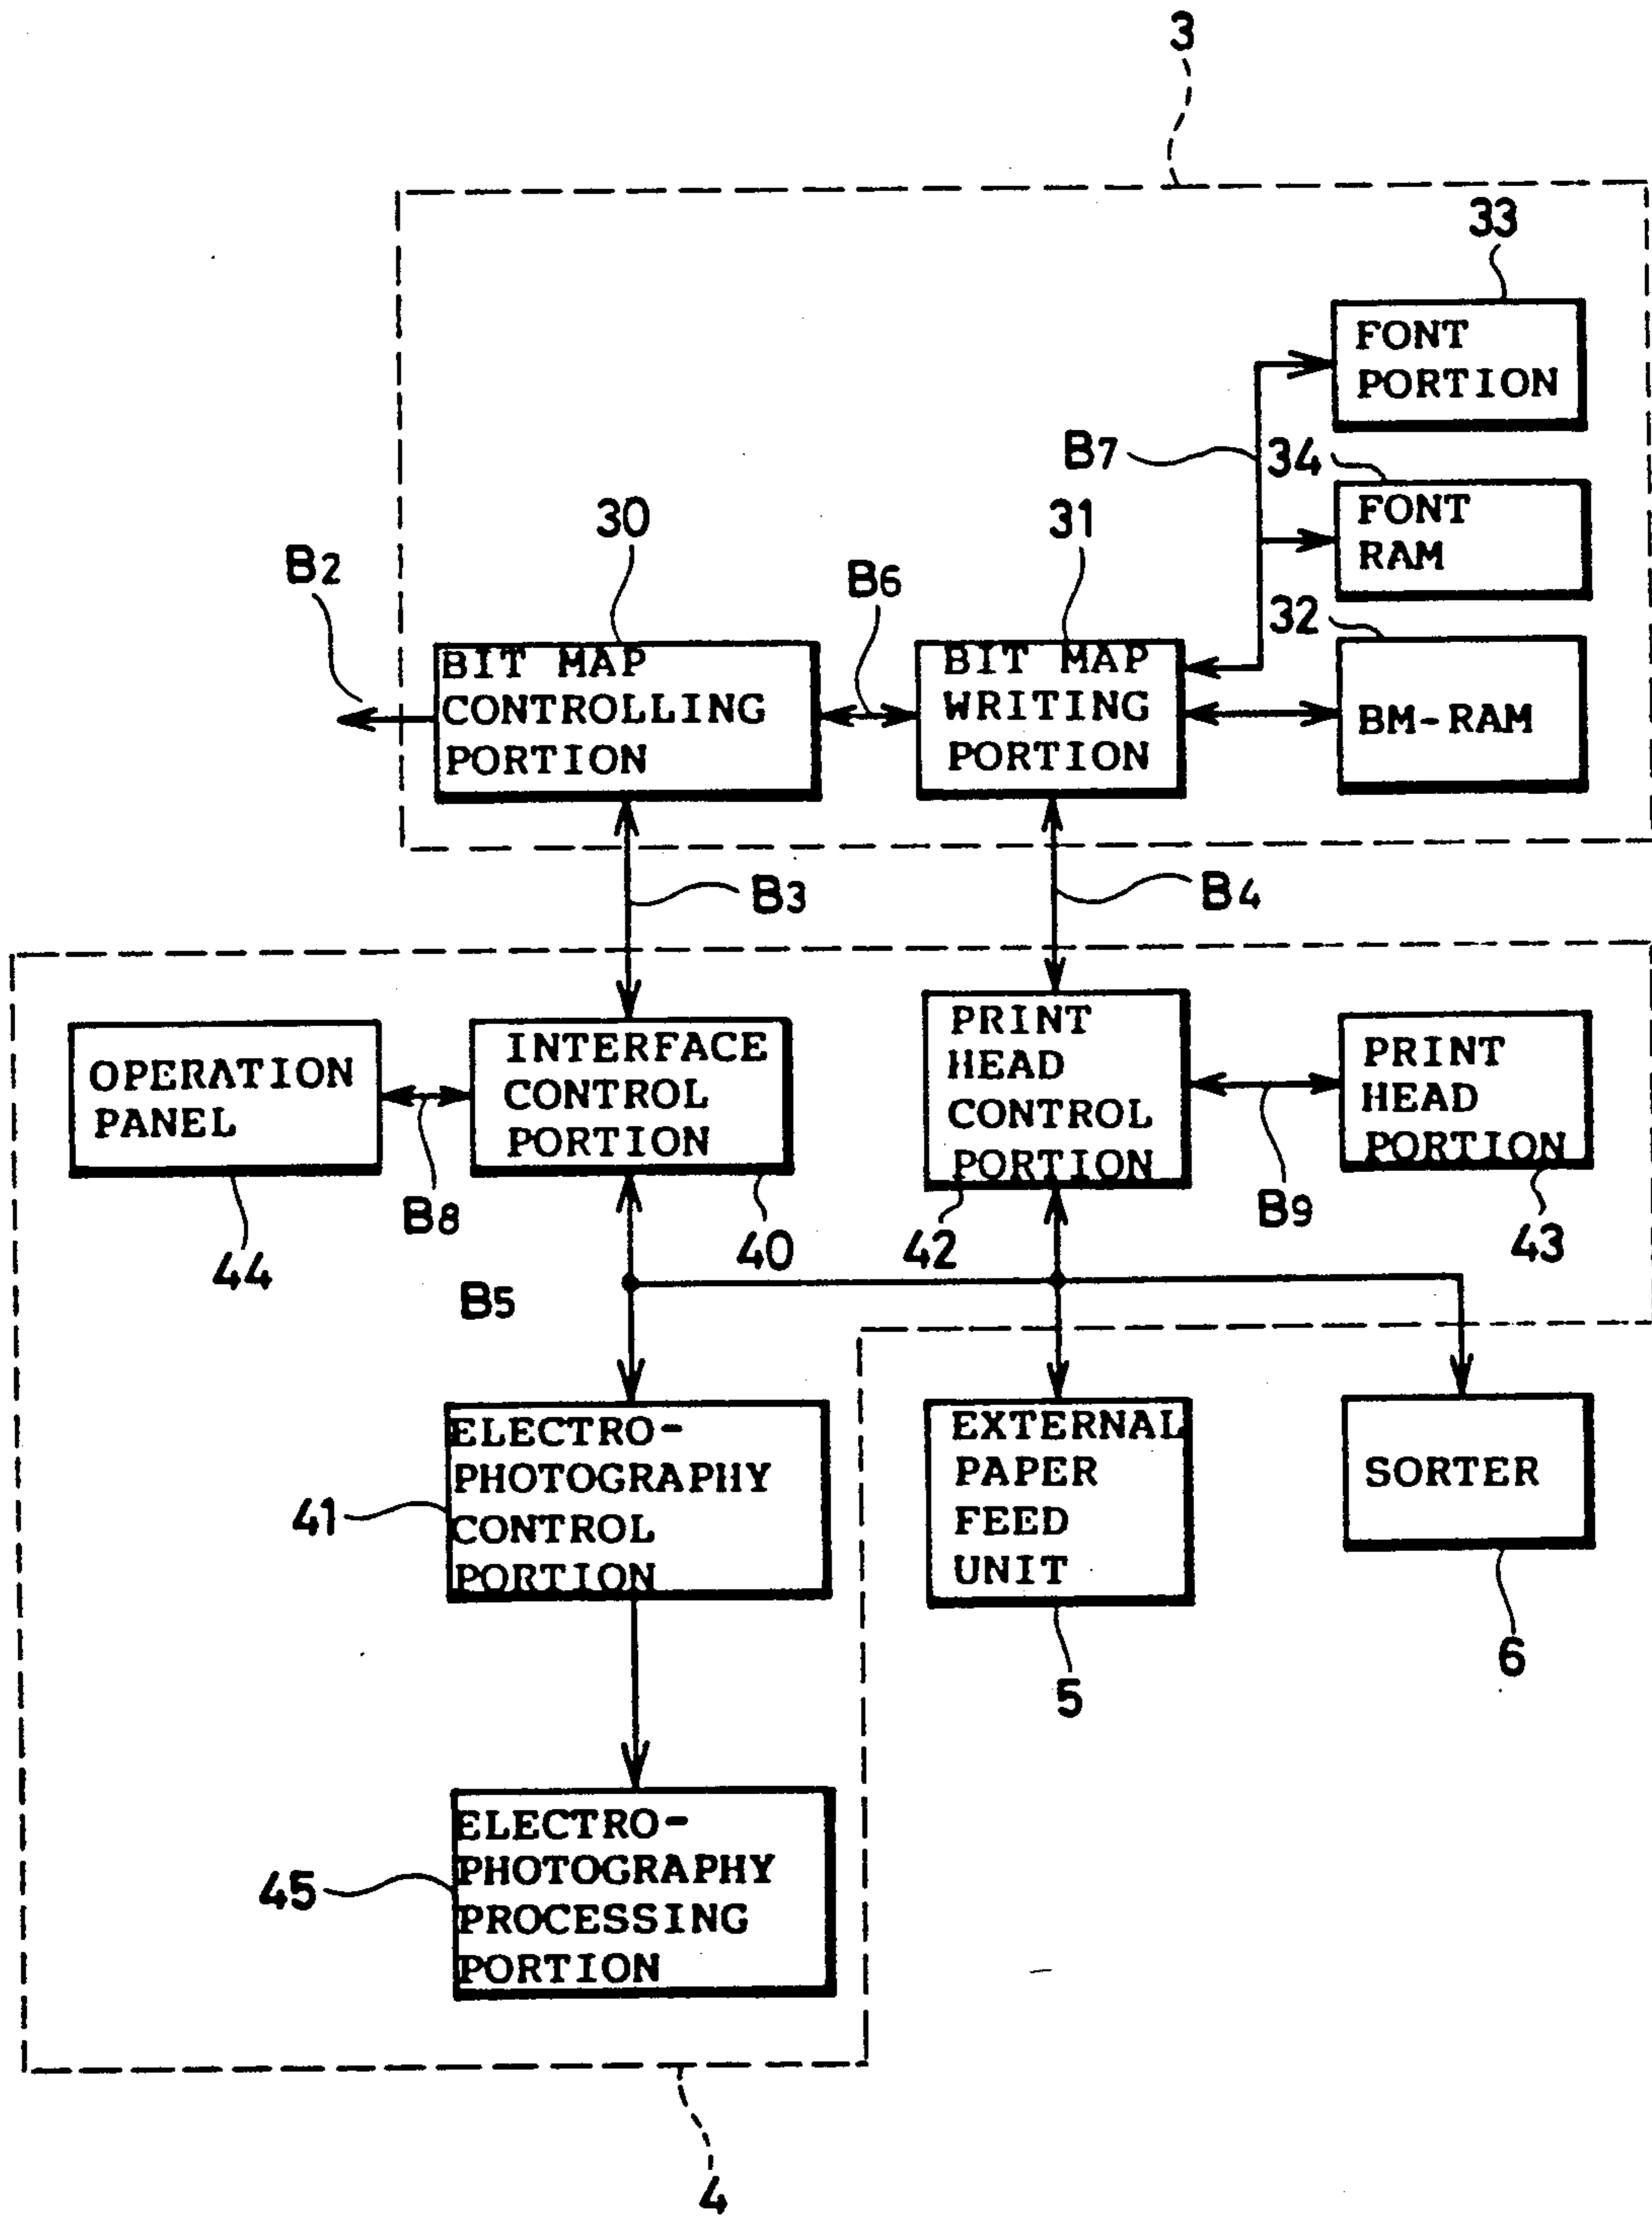 3
33
FONT
PORTION
B7
34
FONT
RAM
30
31
B2
B6
32
BIT MAP
CONTROLLING
PORTION
BIT MAP
WRITING
PORTION
BM-RAM
B3
B4
OPERATION
PANEL
INTERFACE
CONTROL
PORTION
PRINT
HEAD
CONTROL
PORTION
PRINT
HEAD
PORTION
B8
B9
44
40
42
43
B5
ELECTRO-
PHOTOGRAPHY
CONTROL
PORTION
41
EXTERNAL
PAPER
FEED
UNIT
SORTER
5
6
ELECTRO-
PHOTOGRAPHY
PROCESSING
PORTION
45
4